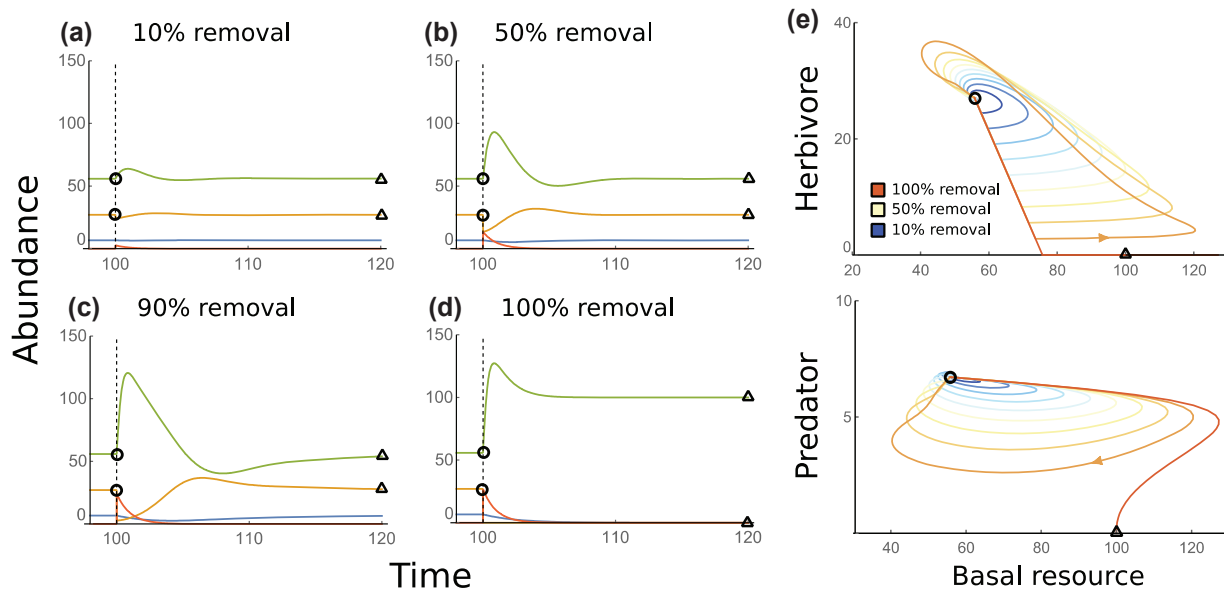 (a) 10% removal
150
100
50
0
100 110 120
(b) 50% removal
150
100
50
0
100 110 120
(c) 90% removal
150
100
50
0
100 110 120
(d) 100% removal
150
100
50
0
100 110 120
Abundance
Time
(e)
40
20
0
Herbivore
100% removal
50% removal
10% removal
20 40 60 80 100 120
10
5
Predator
40 60 80 100 120
Basal resource